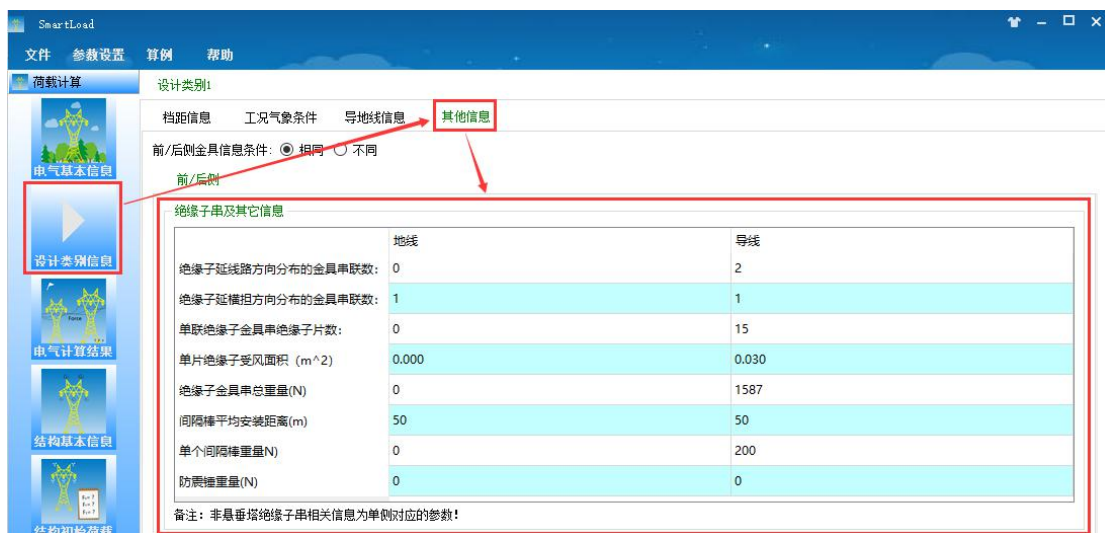 SmartLoad
文件 参数设置 算例 帮助
荷载计算
设计类别1
档距信息 工况气象条件 导地线信息 其他信息
前/后侧金具信息条件: 相同 不同
电气基本信息
前/后侧
绝缘子串及其它信息
地线 导线
设计类别信息
绝缘子延线路方向分布的金具串联数: 0 2
绝缘子延横担方向分布的金具串联数: 1 1
单联绝缘子金具串绝缘子片数: 0 15
Force
电气计算结果
单片绝缘子受风面积 (m^2) 0.000 0.030
绝缘子金具串总重量(N) 0 1587
间隔棒平均安装距离(m) 50 50
结构基本信息
单个间隔棒重量N) 0 200
防震锤重量(N) 0 0
备注: 非悬垂塔绝缘子串相关信息为单侧对应的参数!
结构初始荷载